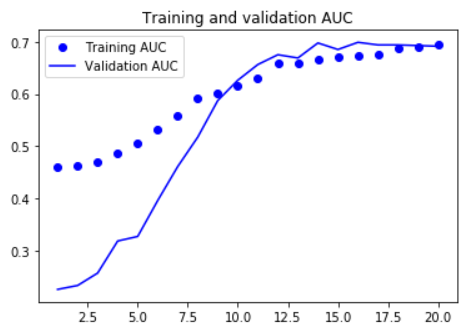 Training and validation AUC
0.7
Training AUC
Validation AUC
0.6
0.5
0.4
0.3
2.5 5.0 7.5 10.0 12.5 15.0 17.5 20.0